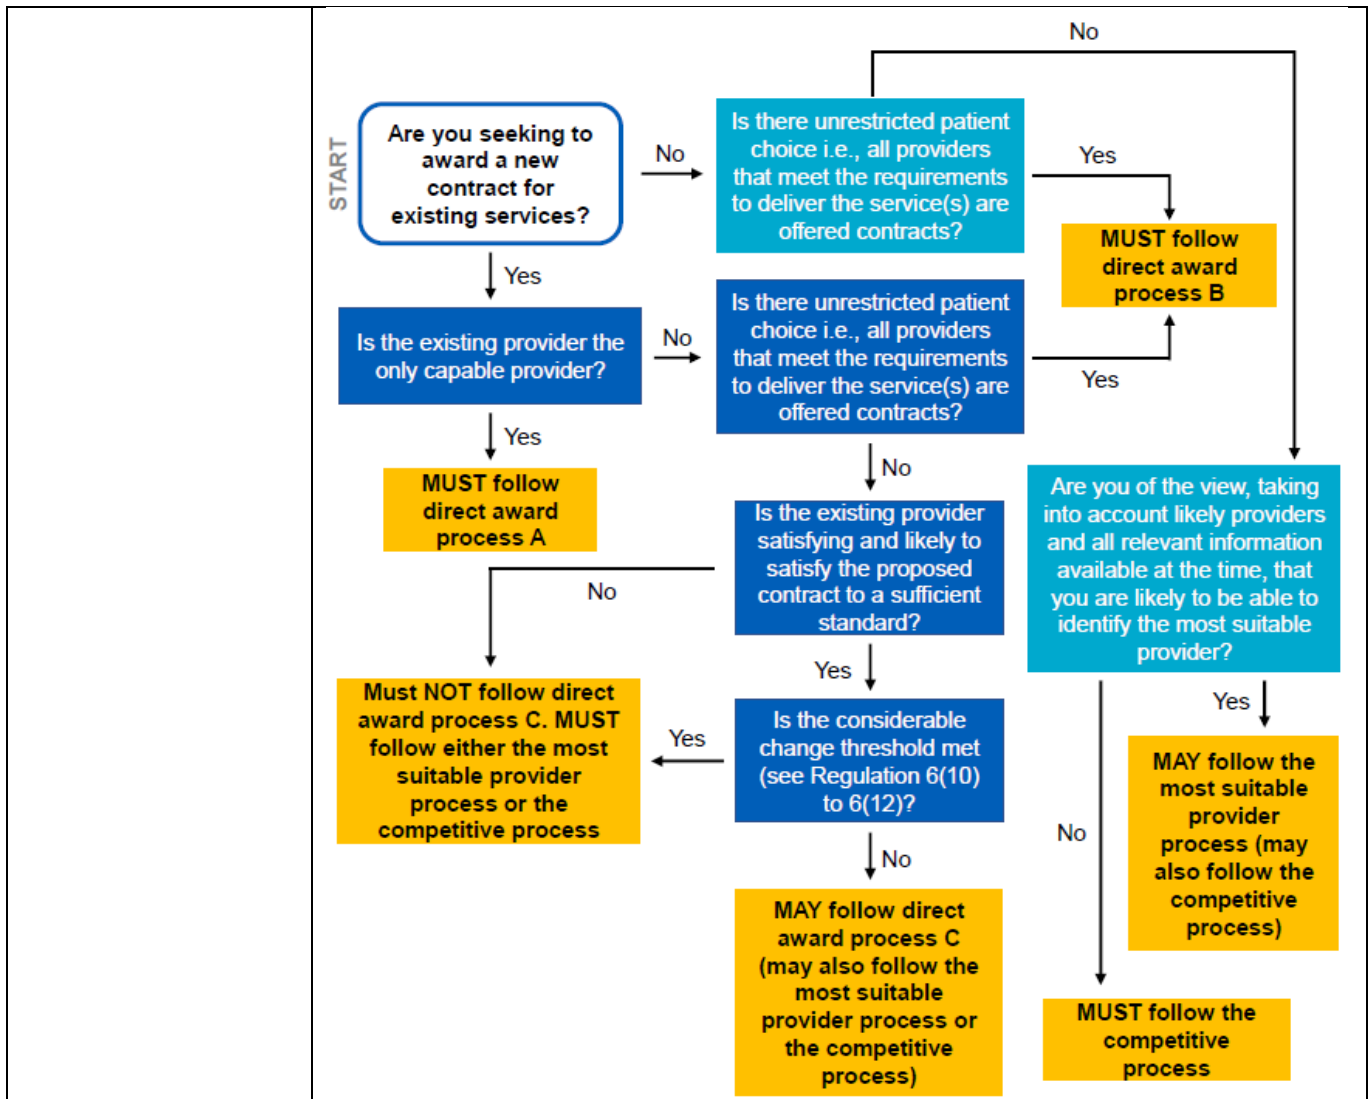 No
START
Are you seeking to
award a new
contract for
existing services?
No
Is there unrestricted patient
choice i.e., all providers
that meet the requirements
to deliver the service(s) are
offered contracts?
Yes
MUST follow
direct award
process B
Yes
Is the existing provider the
only capable provider?
No
Is there unrestricted patient
choice i.e., all providers
that meet the requirements
to deliver the service(s) are
offered contracts?
Yes
Yes
MUST follow
direct award
process A
No
Is the existing provider
satisfying and likely to
satisfy the proposed
contract to a sufficient
standard?
Are you of the view, taking
into account likely providers
and all relevant information
available at the time, that
you are likely to be able to
identify the most suitable
provider?
No
Yes
Must NOT follow direct
award process C. MUST
follow either the most
suitable provider
process or the
competitive process
Yes
Is the considerable
change threshold met
(see Regulation 6(10)
to 6(12)?
Yes
MAY follow the
most suitable
provider
process (may
also follow the
competitive
process)
No
No
MAY follow direct
award process C
(may also follow the
most suitable
provider process or
the competitive
process)
MUST follow the
competitive
process